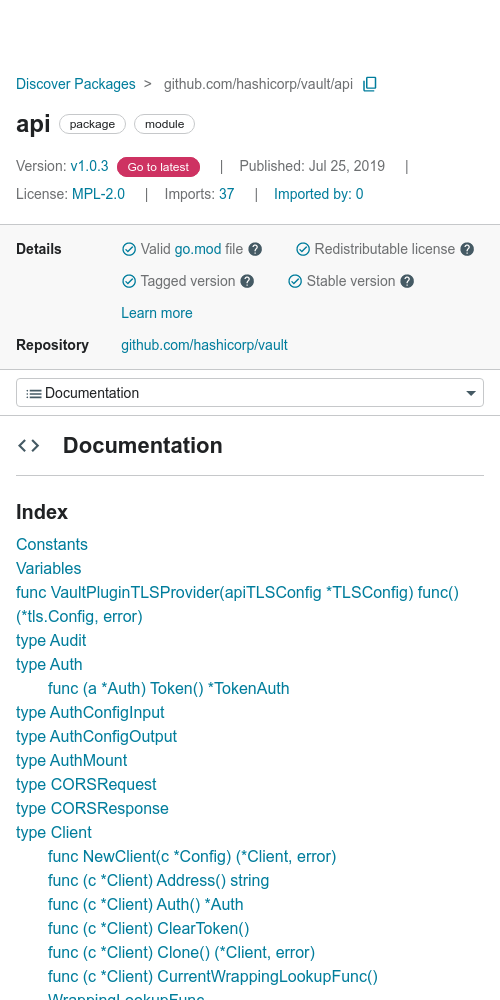 Discover Packages > github.com/hashicorp/vault/api
api package module
Version: v1.0.3 Go to latest | Published: Jul 25, 2019 |
License: MPL-2.0 | Imports: 37 | Imported by: 0
Details Valid go.mod file Redistributable license
Tagged version Stable version
Learn more
Repository github.com/hashicorp/vault
Documentation
Documentation
Index
Constants
Variables
func VaultPluginTLSProvider(apiTLSConfig *TLSConfig) func()
(*tls.Config, error)
type Audit
type Auth
func (a *Auth) Token() *TokenAuth
type AuthConfigInput
type AuthConfigOutput
type AuthMount
type CORSRequest
type CORSResponse
type Client
func NewClient(c *Config) (*Client, error)
func (c *Client) Address() string
func (c *Client) Auth() *Auth
func (c *Client) ClearToken()
func (c *Client) Clone() (*Client, error)
func (c *Client) CurrentWrappingLookupFunc()
WrappingLookupFunc